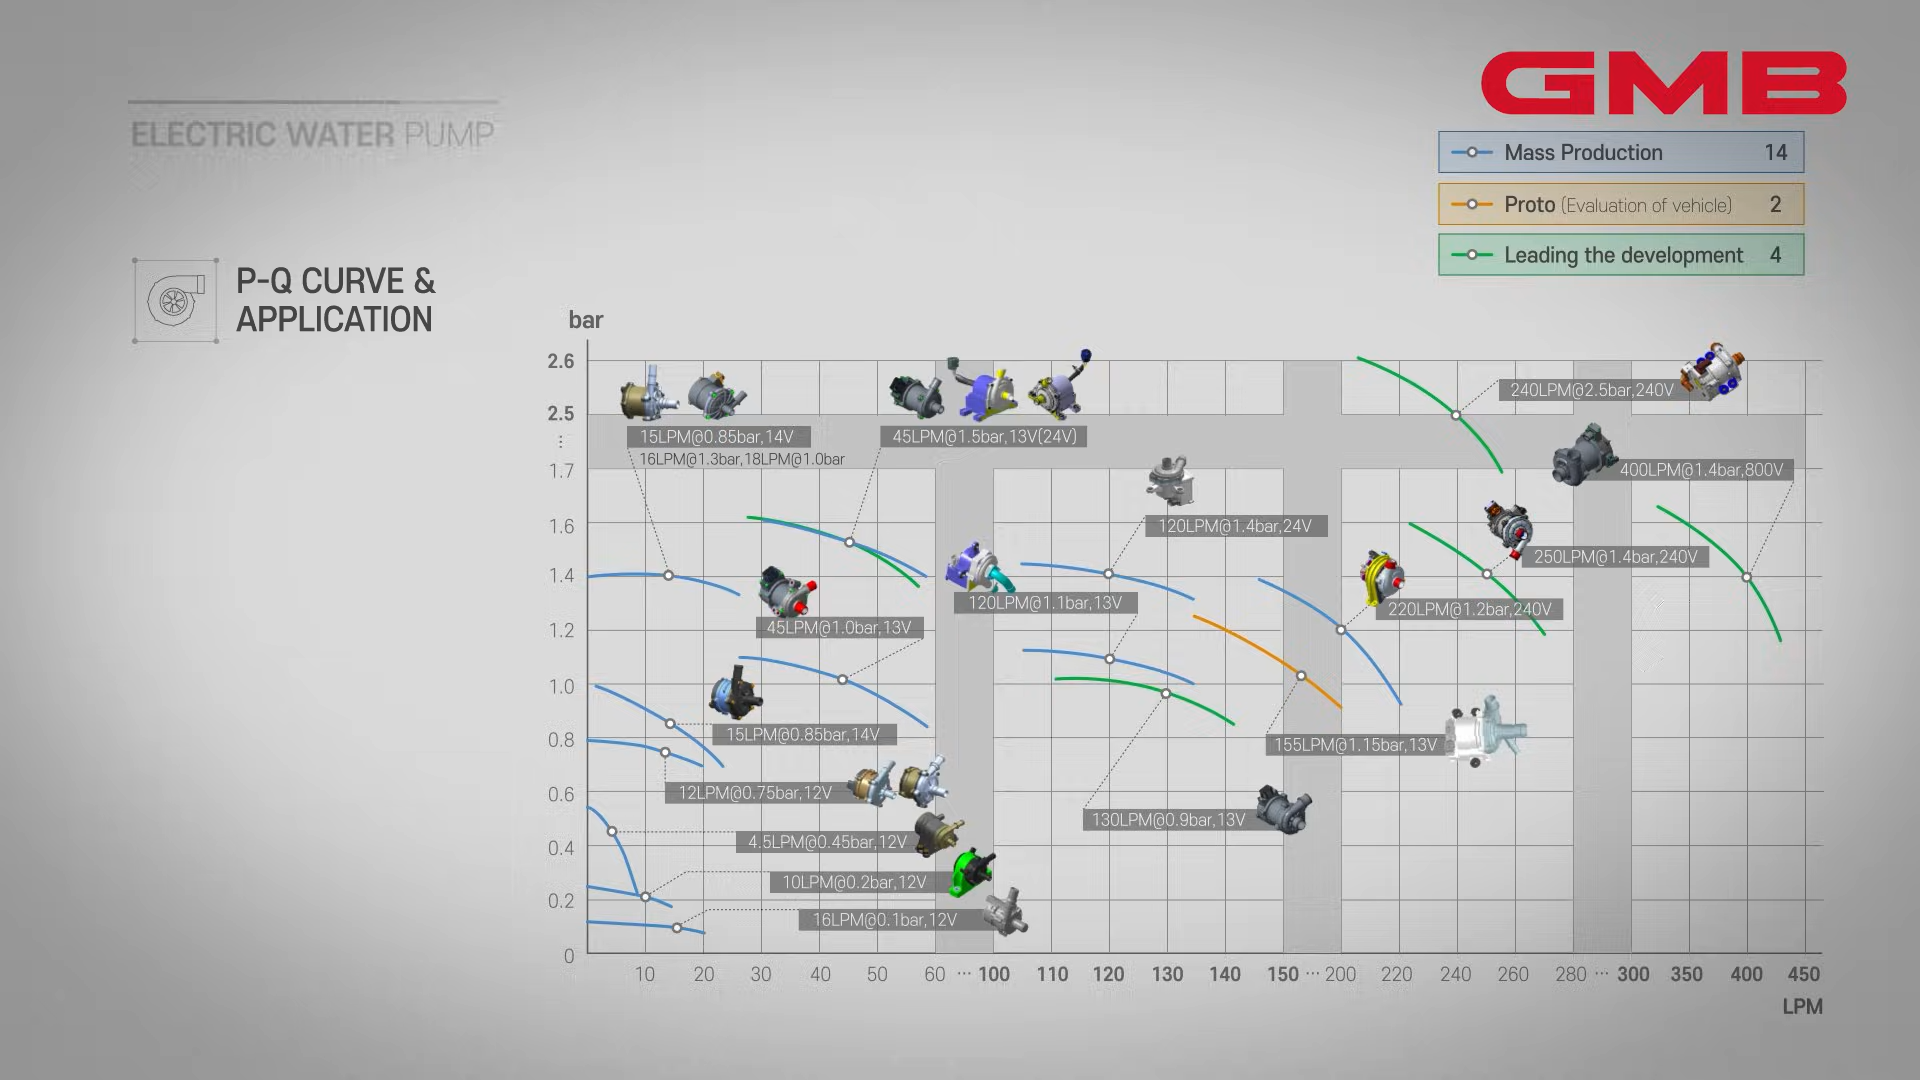 GMB
ELECTRIC WATER PUMP
Mass Production 14
Proto (Evaluation of vehicle) 2
Leading the development 4
P-Q CURVE &
APPLICATION
bar
2.6
2.5
⋮
1.7
1.6
1.4
1.2
1.0
0.8
0.6
0.4
0.2
0
240LPM@2.5bar,240V
15LPM@0.85bar,14V
45LPM@1.5bar,13V(24V)
16LPM@1.3bar,18LPM@1.0bar
400LPM@1.4bar,800V
120LPM@1.4bar,24V
250LPM@1.4bar,240V
120LPM@1.1bar,13V
220LPM@1.2bar,240V
45LPM@1.0bar,13V
15LPM@0.85bar,14V
155LPM@1.15bar,13V
12LPM@0.75bar,12V
130LPM@0.9bar,13V
4.5LPM@0.45bar,12V
10LPM@0.2bar,12V
16LPM@0.1bar,12V
10 20 30 40 50 60 ··· 100 110 120 130 140 150 ··· 200 220 240 260 280 ··· 300 350 400 450
LPM